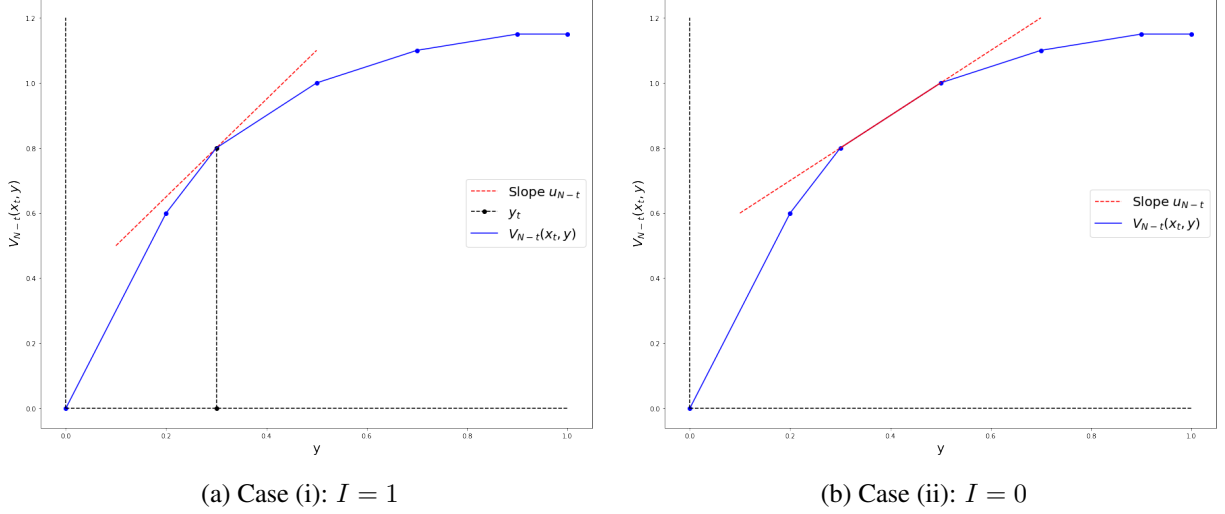 1.2
1.0
0.8
0.6
0.4
0.2
0.0
V_{N-t}(x_t, y)
0.0 0.2 0.4 0.6 0.8 1.0
y
Slope u_{N-t}
y_t
V_{N-t}(x_t, y)
(a) Case (i): I = 1
1.2
1.0
0.8
0.6
0.4
0.2
0.0
V_{N-t}(x_t, y)
0.0 0.2 0.4 0.6 0.8 1.0
y
Slope u_{N-t}
V_{N-t}(x_t, y)
(b) Case (ii): I = 0